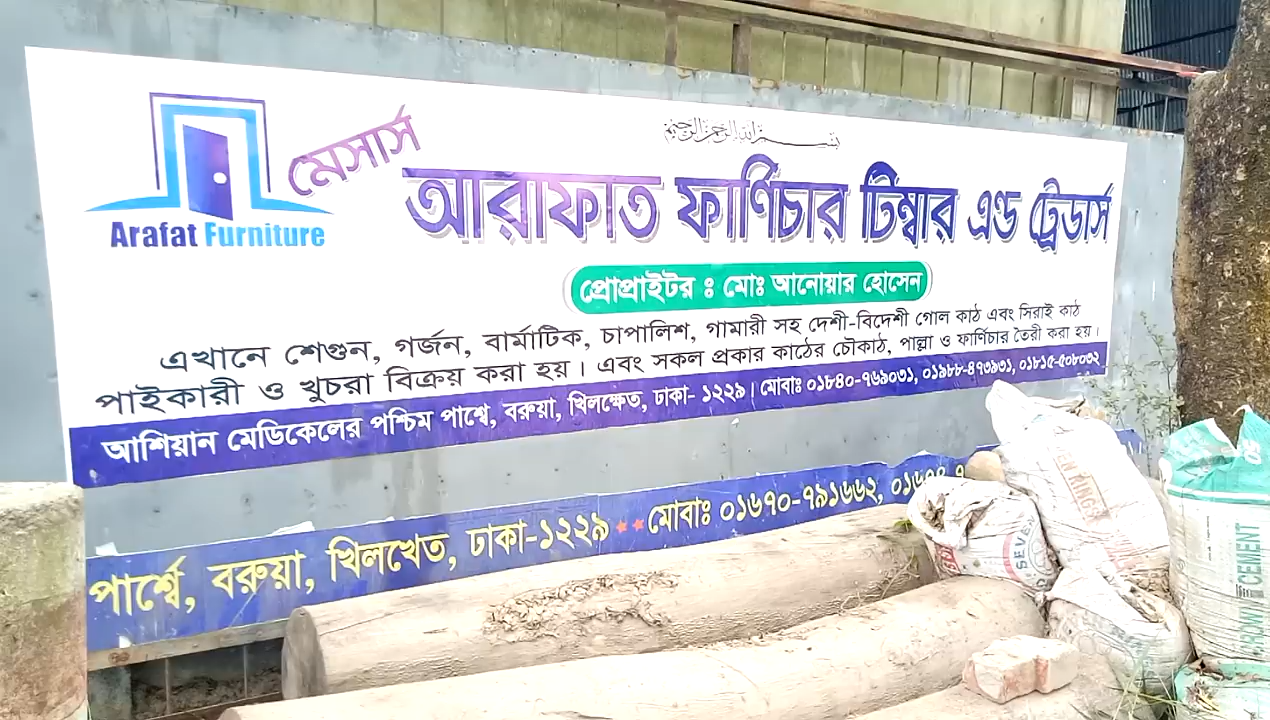 بسم الله الرحمن الرحيم
মেসার্স
আরাফাত ফার্ণিচার টিম্বার এন্ড ট্রেডার্স
Arafat Furniture
প্রোপ্রাইটর ঃ মোঃ আনোয়ার হোসেন
এখানে শেগুন, গর্জন, বার্মাটিক, চাপালিশ, গামারী সহ দেশী-বিদেশী গোল কাঠ এবং সিরাই কাঠ
পাইকারী ও খুচরা বিক্রয় করা হয়। এবং সকল প্রকার কাঠের চৌকাঠ, পাল্লা ও ফার্ণিচার তৈরী করা হয়।
আশিয়ান মেডিকেলের পশ্চিম পাশ্বে, বরুয়া, খিলক্ষেত, ঢাকা- ১২২৯। মোবাঃ ০১৮৪০-৭৬৯০৩১, ০১৯৮৮-৪৭৩৯৩১, ০১৮১৫-৫০৮০৩২
পার্শ্বে, বরুয়া, খিলখেত, ঢাকা-১২২৯ ** মোবাঃ ০১৬৭০-৭৯১৬৬২,
CEMENT